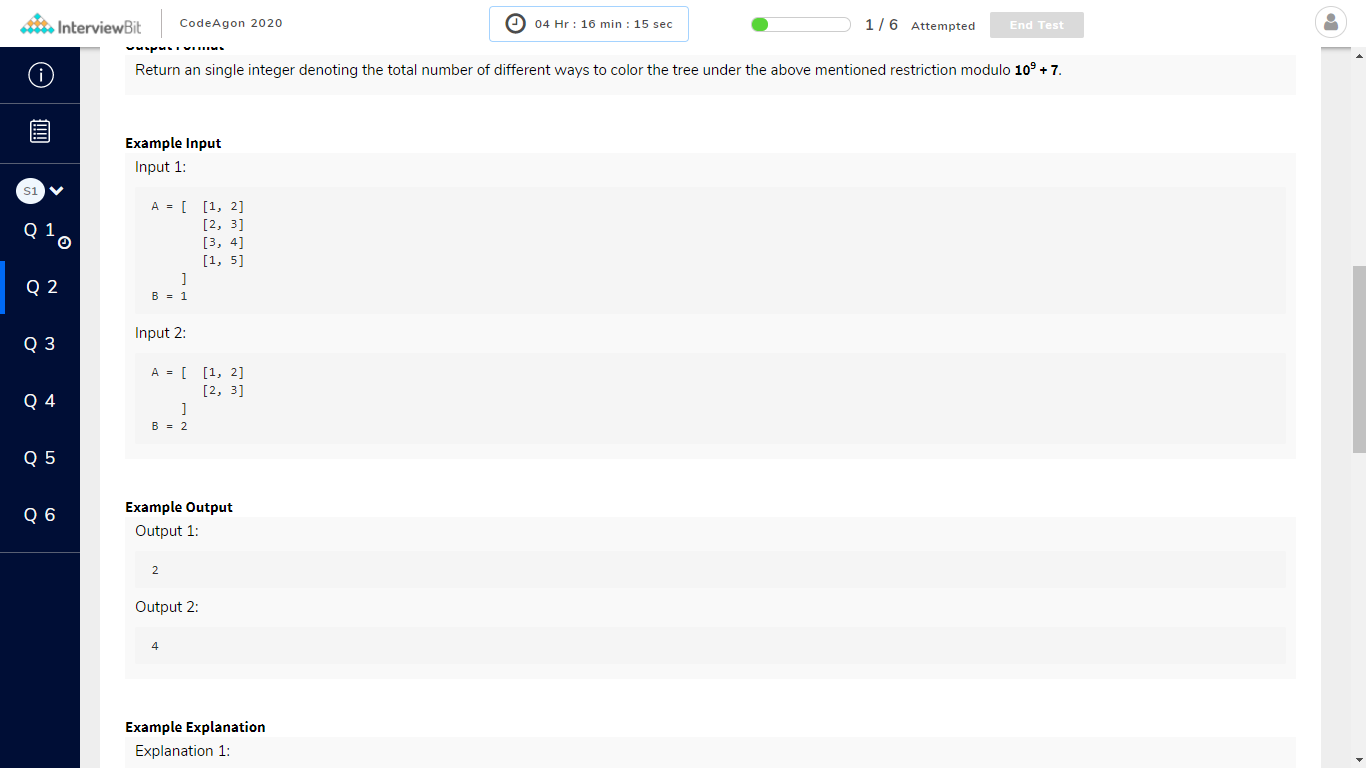 InterviewBit
CodeAgon 2020
04 Hr : 16 min : 15 sec
1 / 6 Attempted
End Test
S1
Q 1
Q 2
Q 3
Q 4
Q 5
Q 6
Output Format
Return an single integer denoting the total number of different ways to color the tree under the above mentioned restriction modulo 10⁹ + 7.
Example Input
Input 1:
A = [ [1, 2]
[2, 3]
[3, 4]
[1, 5]
]
B = 1
Input 2:
A = [ [1, 2]
[2, 3]
]
B = 2
Example Output
Output 1:
2
Output 2:
4
Example Explanation
Explanation 1: